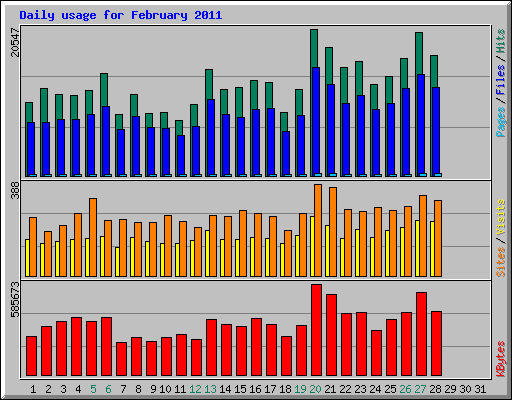 Daily usage for February 2011
20547
Pages / Files / Hits
388
Sites / Visits
585673
KBytes
1 2 3 4 5 6 7 8 9 10 11 12 13 14 15 16 17 18 19 20 21 22 23 24 25 26 27 28 29 30 31